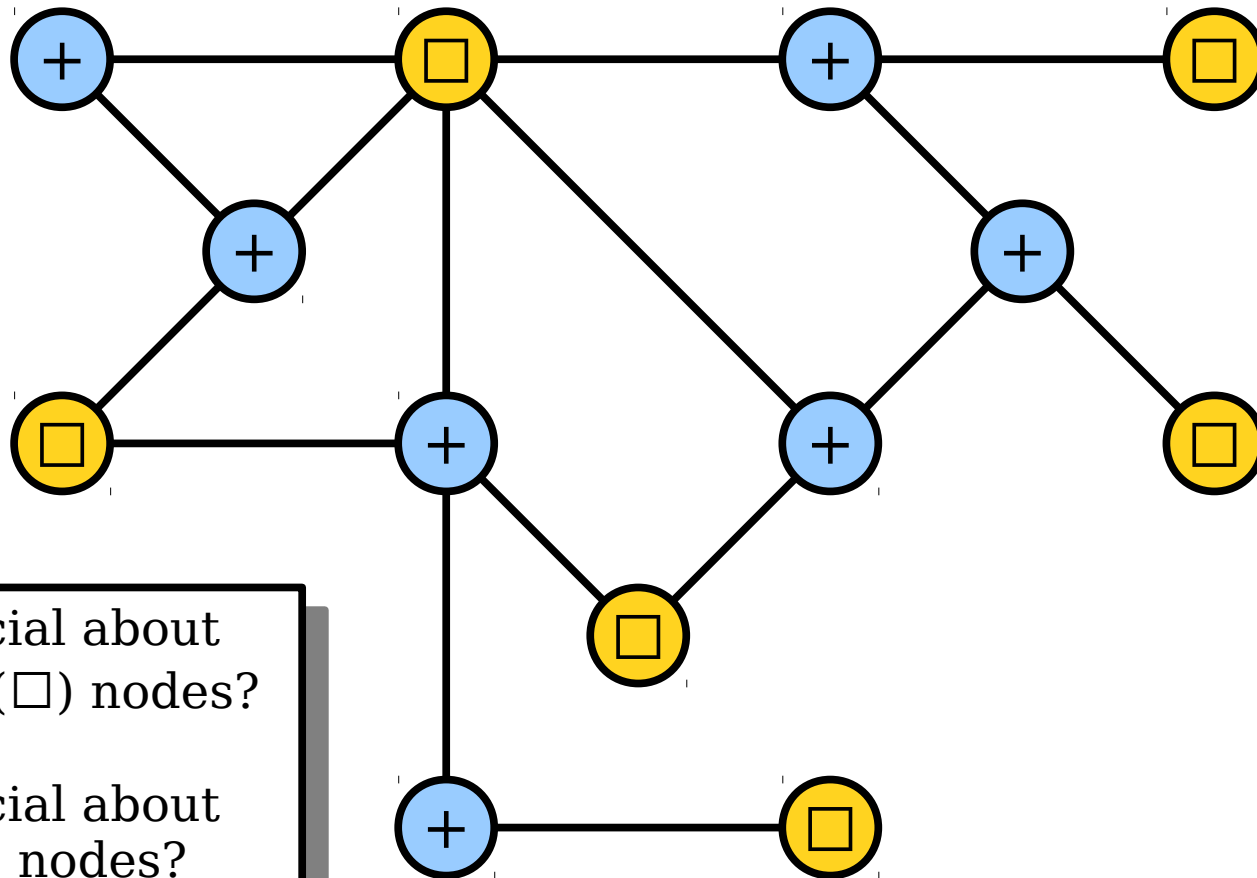 + □ + □
+ +
□ + + □
□
+ □
cial about
(□) nodes?
cial about
nodes?